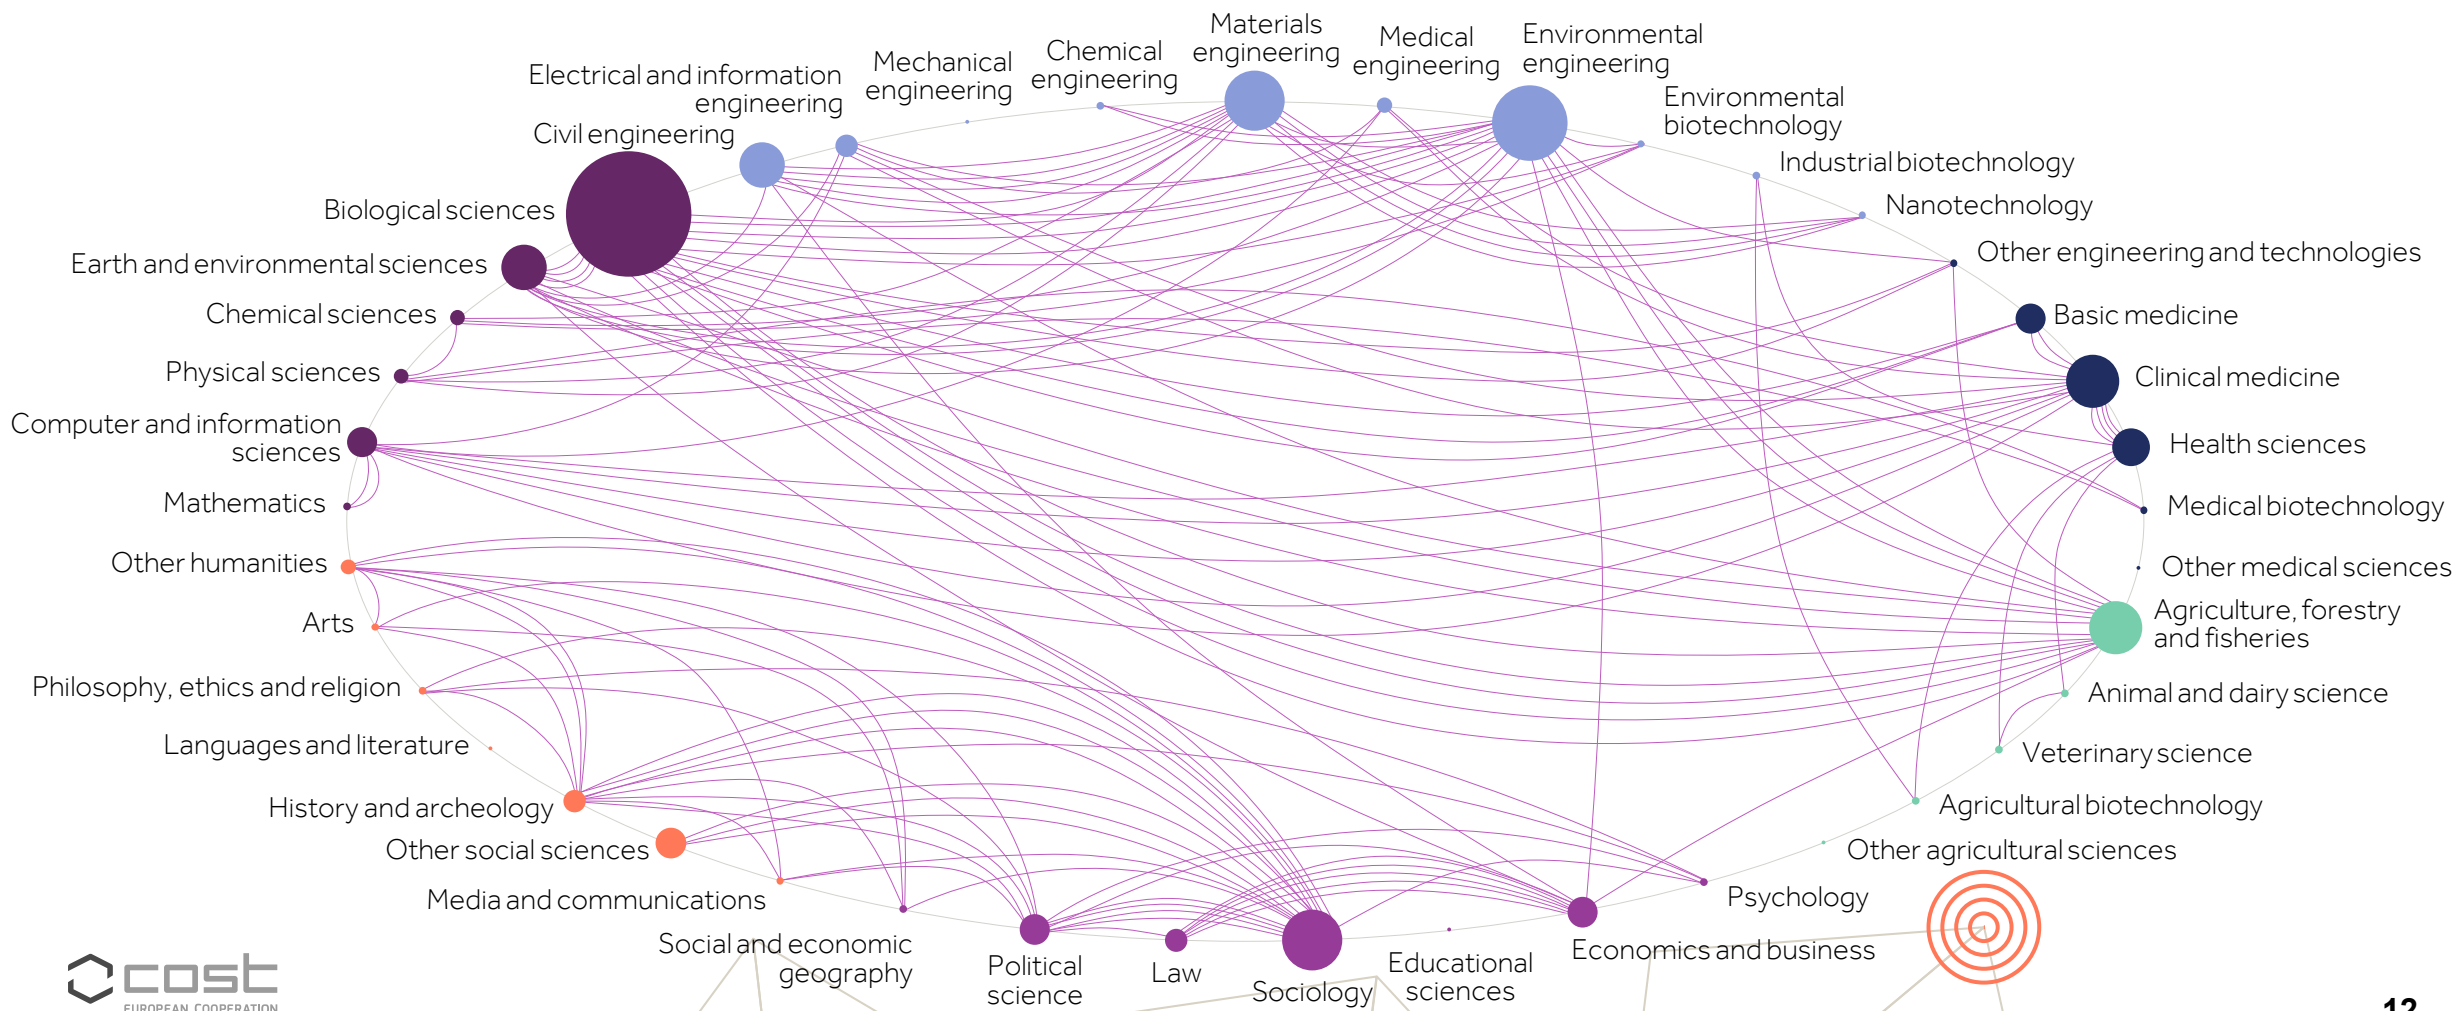 Materials
engineering
Medical
engineering
Environmental
engineering
Chemical
engineering
Mechanical
engineering
Electrical and information
engineering
Environmental
biotechnology
Civil engineering
Industrial biotechnology
Biological sciences
Nanotechnology
Earth and environmental sciences
Other engineering and technologies
Chemical sciences
Basic medicine
Physical sciences
Clinical medicine
Computer and information
sciences
Health sciences
Mathematics
Medical biotechnology
Other humanities
Other medical sciences
Arts
Agriculture, forestry
and fisheries
Philosophy, ethics and religion
Animal and dairy science
Languages and literature
Veterinary science
History and archeology
Agricultural biotechnology
Other social sciences
Other agricultural sciences
Media and communications
Psychology
Social and economic
geography
Political
science
Law
Sociology
Educational
sciences
Economics and business
cost
EUROPEAN COOPERATION
12